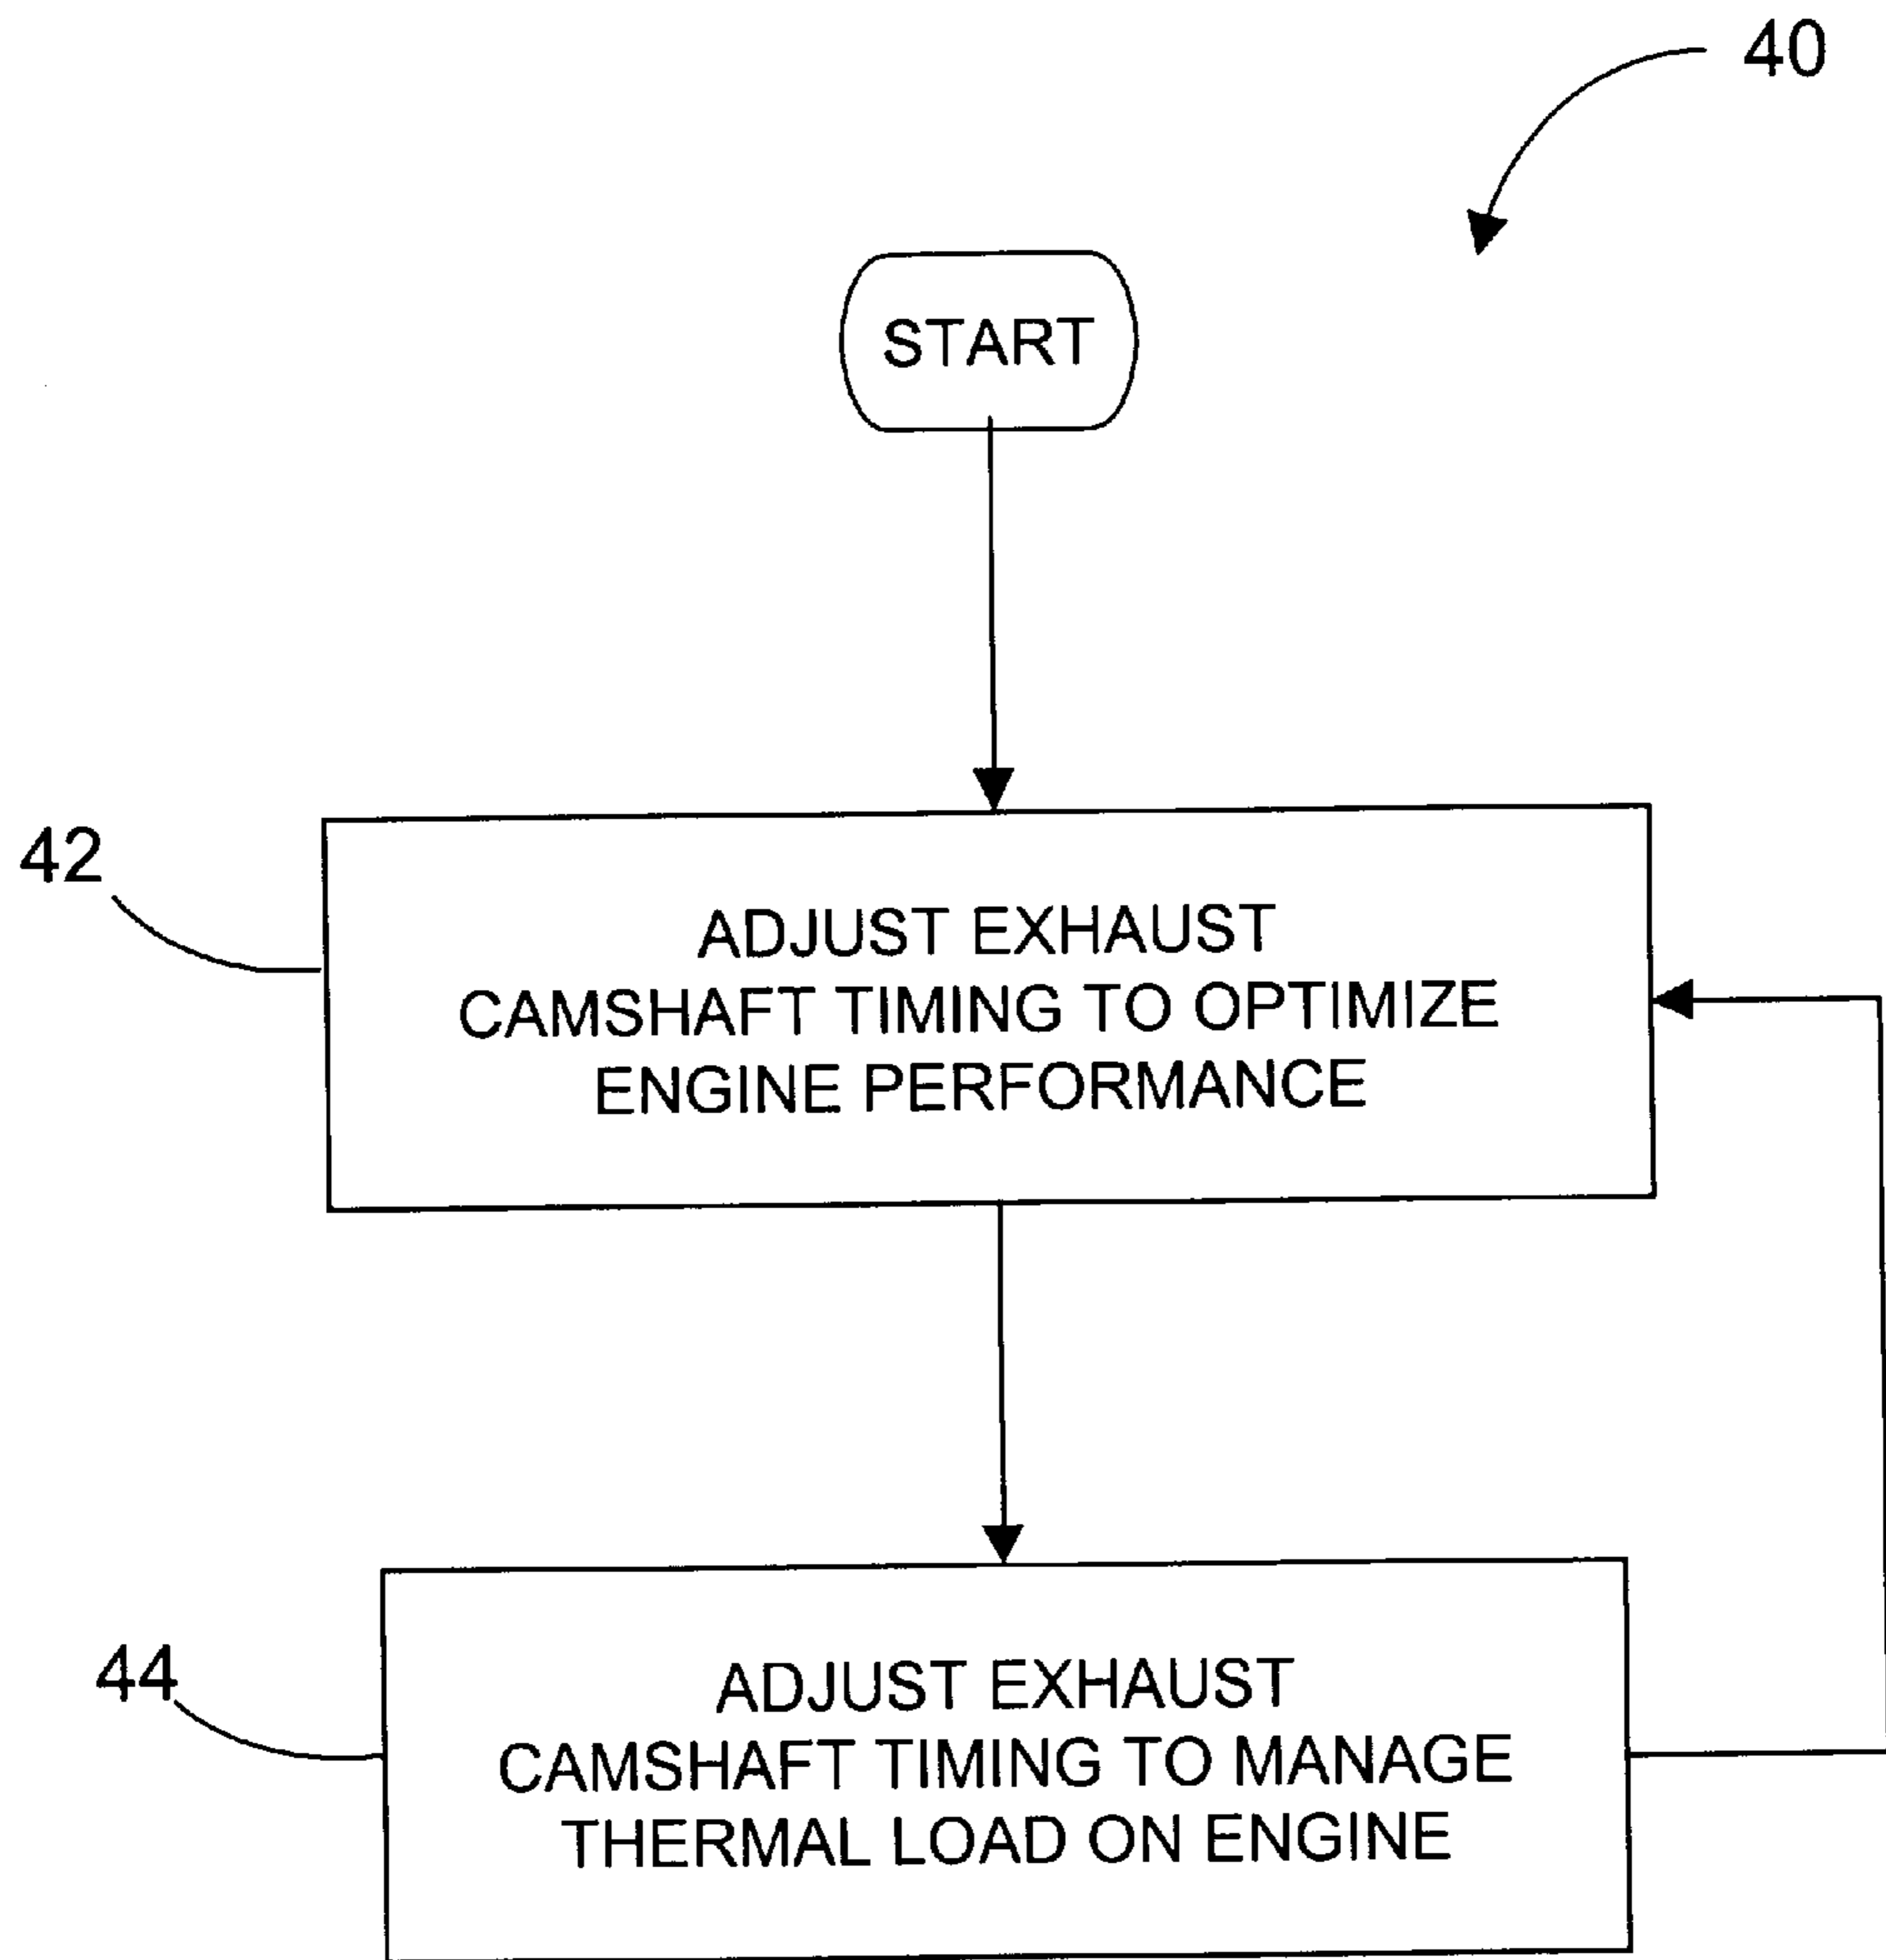 40
START
42
ADJUST EXHAUST
CAMSHAFT TIMING TO OPTIMIZE
ENGINE PERFORMANCE
44
ADJUST EXHAUST
CAMSHAFT TIMING TO MANAGE
THERMAL LOAD ON ENGINE